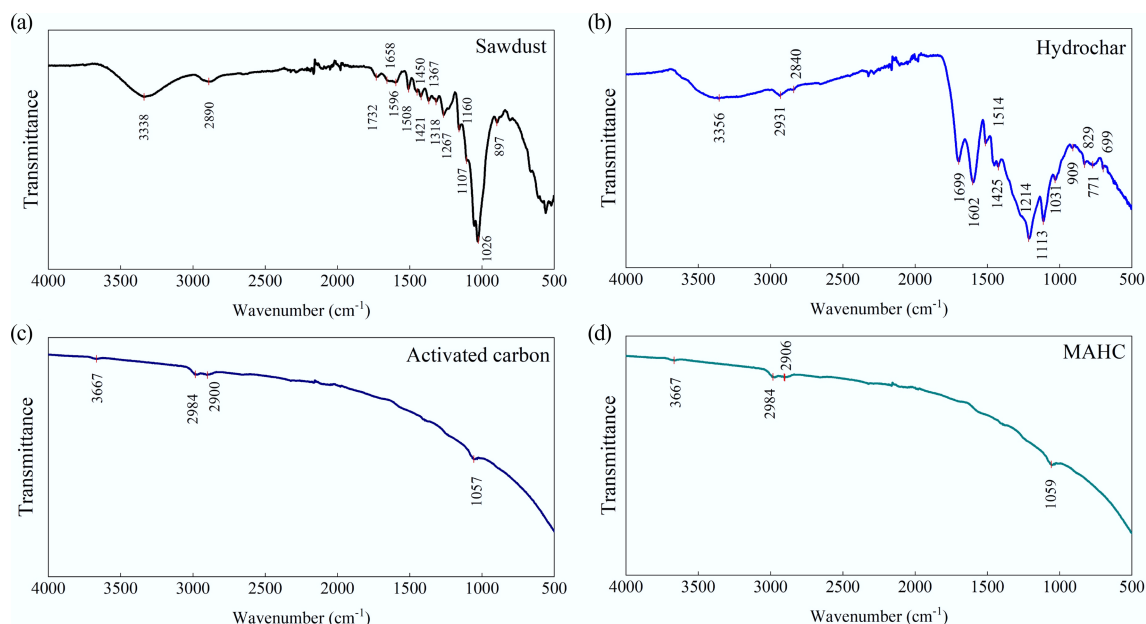 (a)
Sawdust
Transmittance
3338
2890
1732
1658
1596
1508
1450
1421
1367
1318
1267
1160
1107
1026
897
4000 3500 3000 2500 2000 1500 1000 500
Wavenumber (cm-1)
(b)
Hydrochar
Transmittance
3356
2931
2840
1699
1602
1514
1425
1214
1113
1031
909
829
771
699
4000 3500 3000 2500 2000 1500 1000 500
Wavenumber (cm-1)
(c)
Activated carbon
Transmittance
3667
2984
2900
1057
4000 3500 3000 2500 2000 1500 1000 500
Wavenumber (cm-1)
(d)
MAHC
Transmittance
3667
2984
2906
1059
4000 3500 3000 2500 2000 1500 1000 500
Wavenumber (cm-1)